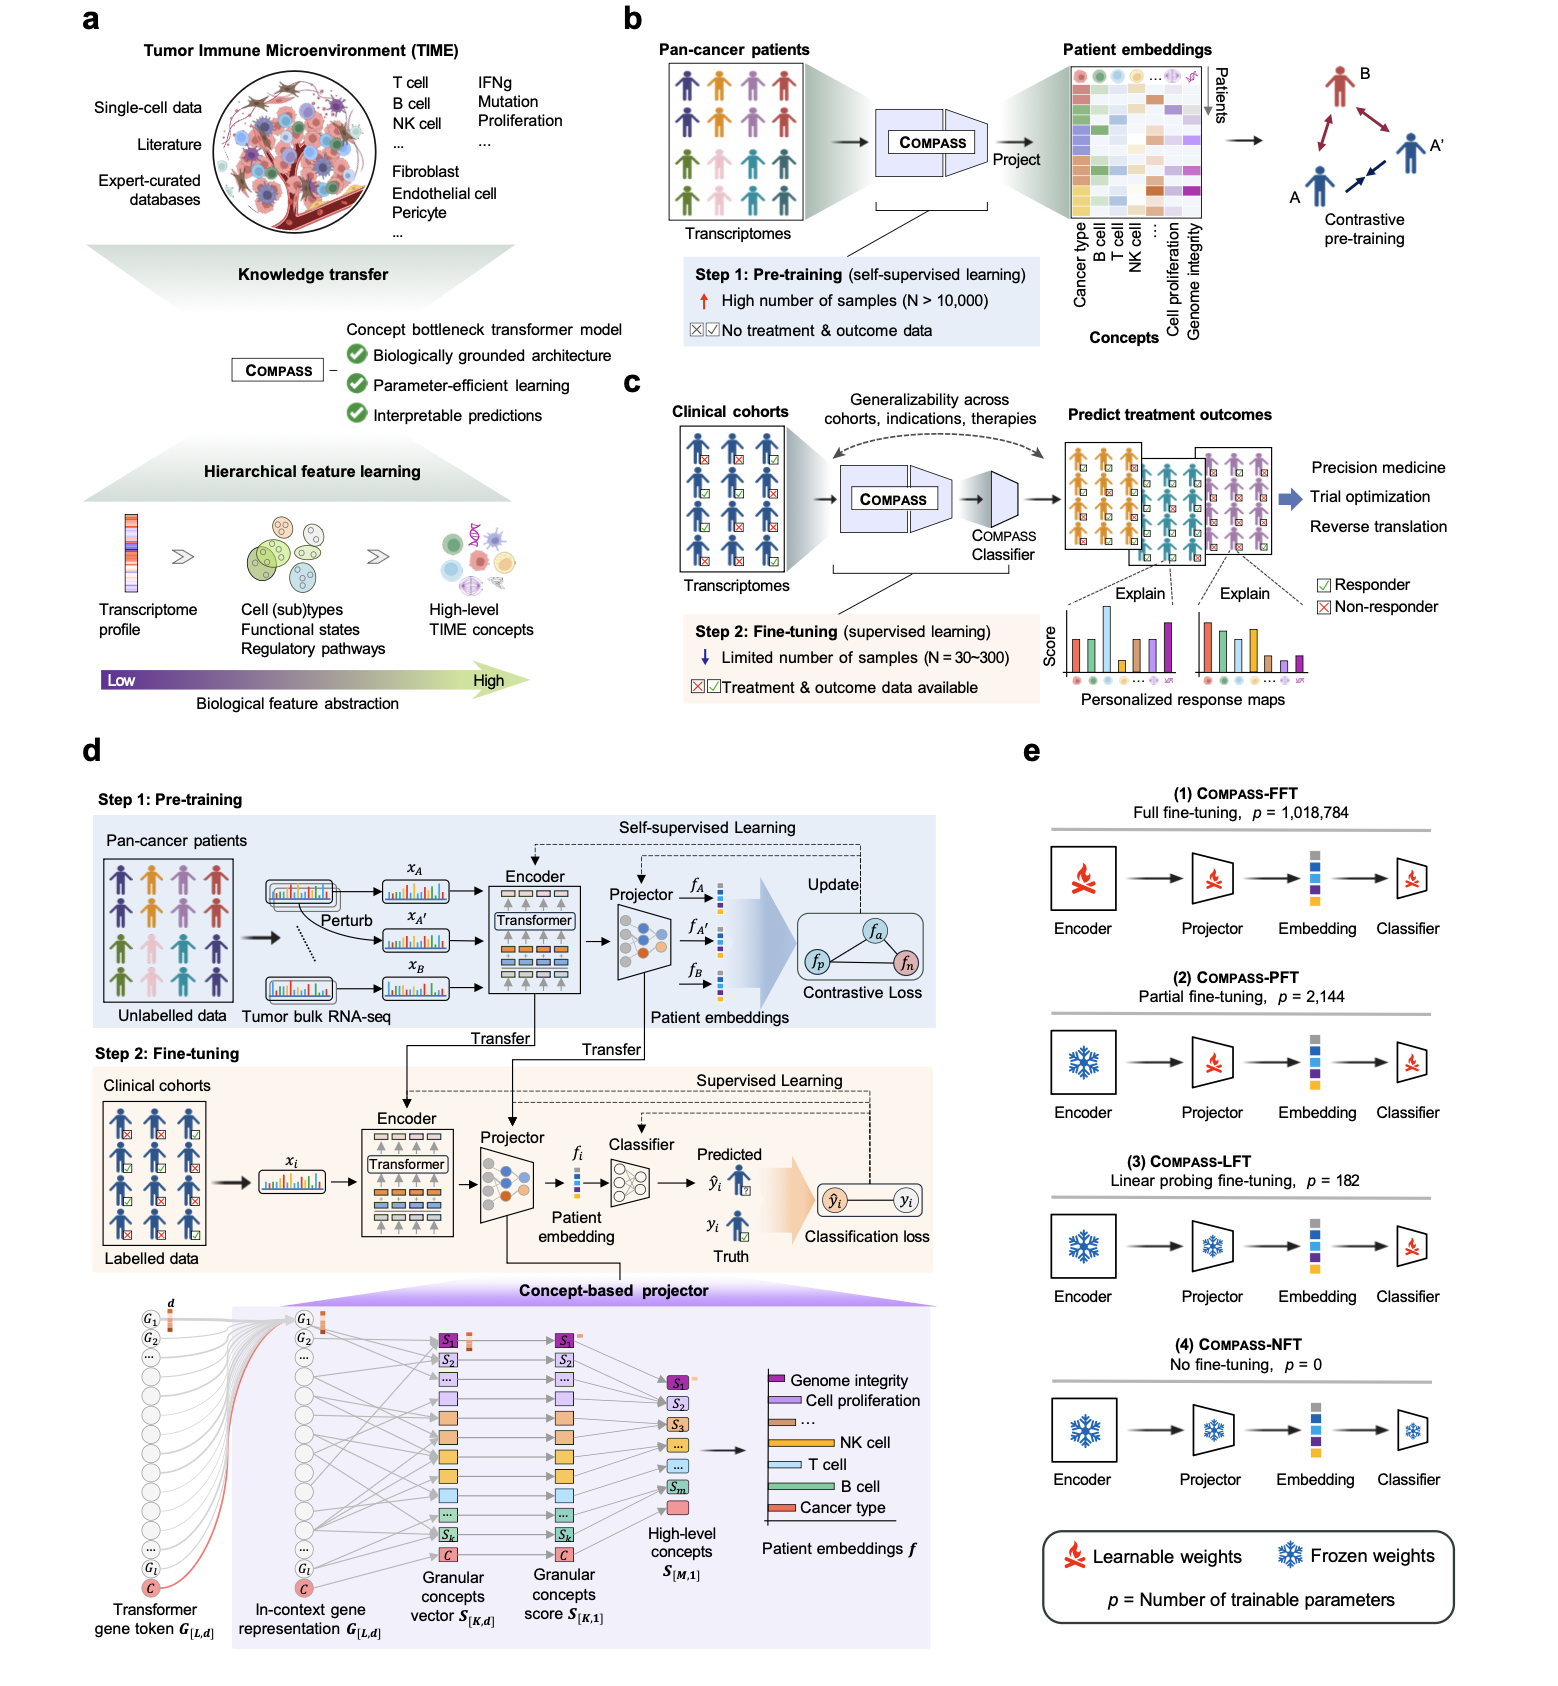 a
Tumor Immune Microenvironment (TIME)
Single-cell data
Literature
Expert-curated
databases
T cell
B cell
NK cell
...
Fibroblast
Endothelial cell
Pericyte
...
IFNg
Mutation
Proliferation
...
Knowledge transfer
Concept bottleneck transformer model
COMPASS
Biologically grounded architecture
Parameter-efficient learning
Interpretable predictions
Hierarchical feature learning
Transcriptome
profile
Cell (sub)types
Functional states
Regulatory pathways
High-level
TIME concepts
Low
High
Biological feature abstraction
b
Pan-cancer patients
Transcriptomes
COMPASS
Project
Patient embeddings
...
Patients
Cancer type
B cell
T cell
NK cell
...
Cell proliferation
Genome integrity
Concepts
B
A'
A
Contrastive
pre-training
Step 1: Pre-training (self-supervised learning)
High number of samples (N > 10,000)
No treatment & outcome data
c
Clinical cohorts
Transcriptomes
Generalizability across
cohorts, indications, therapies
COMPASS
COMPASS
Classifier
Predict treatment outcomes
Precision medicine
Trial optimization
Reverse translation
Responder
Non-responder
Explain
Explain
Score
...
...
Personalized response maps
Step 2: Fine-tuning (supervised learning)
Limited number of samples (N = 30~300)
Treatment & outcome data available
d
Step 1: Pre-training
Pan-cancer patients
Unlabelled data
Tumor bulk RNA-seq
Perturb
x_A
x_A'
x_B
Encoder
Transformer
Projector
Self-supervised Learning
f_A
f_A'
f_B
Patient embeddings
Update
f_a
f_p
f_n
Contrastive Loss
Transfer
Transfer
Step 2: Fine-tuning
Clinical cohorts
Labelled data
x_i
Encoder
Transformer
Projector
f_i
Patient
embedding
Classifier
Supervised Learning
Predicted
ŷ_i
?
y_i
Truth
ŷ_i
y_i
Classification loss
Concept-based projector
d
G_1
G_2
...
...
G_l
C
Transformer
gene token G_[L,d]
G_1
G_2
...
...
G_l
C
In-context gene
representation G_[L,d]
S_1
S_2
...
...
S_k
C
Granular
concepts
vector S_[K,d]
S_1
S_2
...
...
S_k
C
Granular
concepts
score S_[K,1]
S_1
S_2
S_3
...
...
S_m
High-level
concepts
S_[M,1]
Genome integrity
Cell proliferation
...
NK cell
T cell
B cell
Cancer type
Patient embeddings f
e
(1) COMPASS-FFT
Full fine-tuning, p = 1,018,784
Encoder
Projector
Embedding
Classifier
(2) COMPASS-PFT
Partial fine-tuning, p = 2,144
Encoder
Projector
Embedding
Classifier
(3) COMPASS-LFT
Linear probing fine-tuning, p = 182
Encoder
Projector
Embedding
Classifier
(4) COMPASS-NFT
No fine-tuning, p = 0
Encoder
Projector
Embedding
Classifier
Learnable weights
Frozen weights
p = Number of trainable parameters